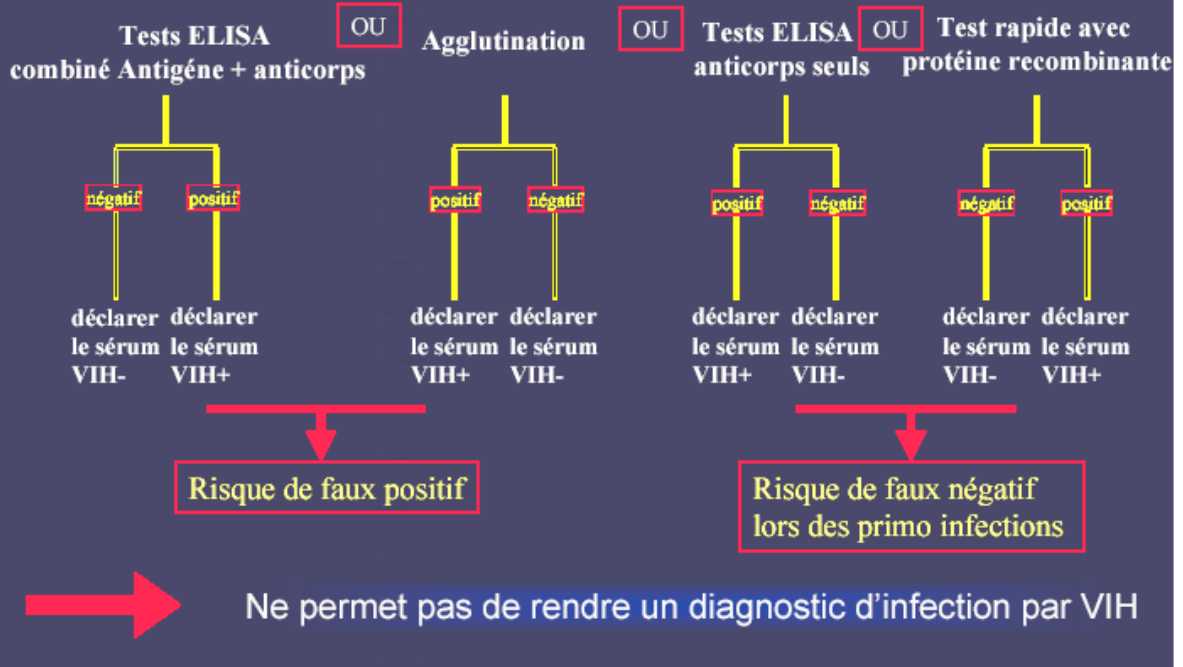 Tests ELISA
combiné Antigéne + anticorps
OU
Agglutination
OU
Tests ELISA
anticorps seuls
OU
Test rapide avec
protéine recombinante
négatif
positif
positif
négatif
positif
négatif
négatif
positif
déclarer
le sérum
VIH-
déclarer
le sérum
VIH+
déclarer
le sérum
VIH+
déclarer
le sérum
VIH-
déclarer
le sérum
VIH+
déclarer
le sérum
VIH-
déclarer
le sérum
VIH-
déclarer
le sérum
VIH+
Risque de faux positif
Risque de faux négatif
lors des primo infections
Ne permet pas de rendre un diagnostic d'infection par VIH